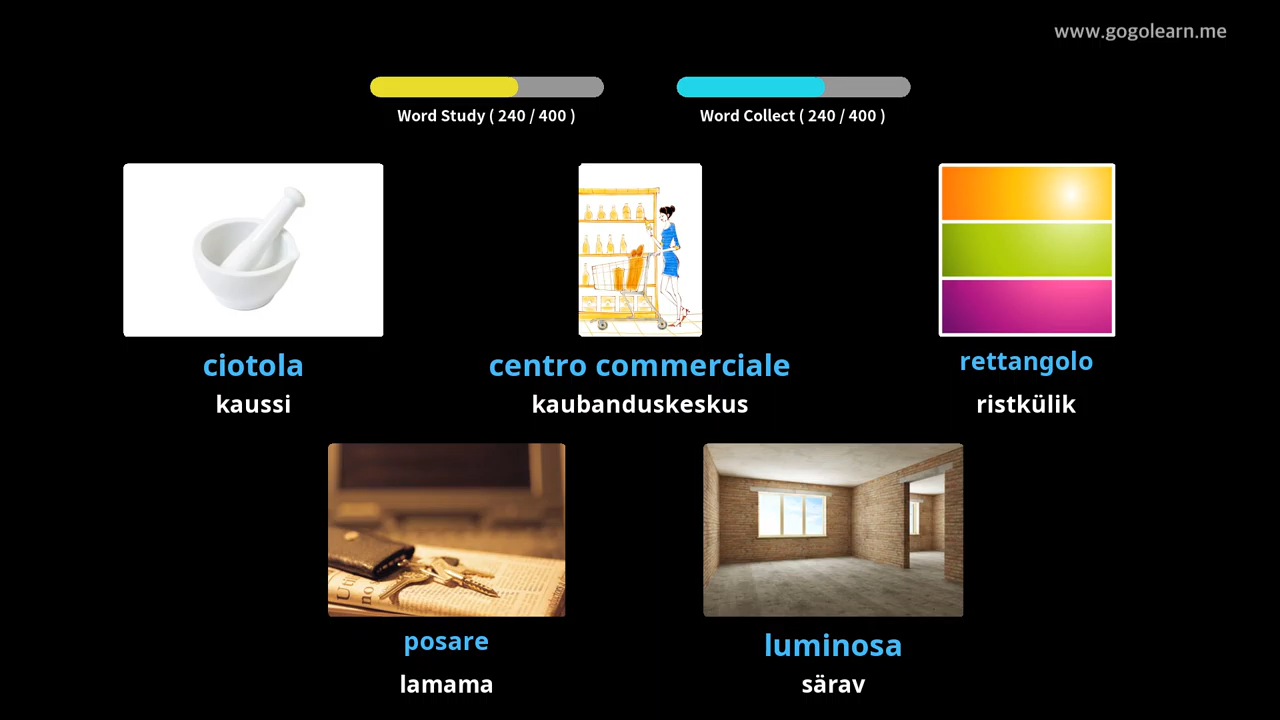 www.gogolearn.me
Word Study ( 240 / 400 )
Word Collect ( 240 / 400 )
ciotola
kaussi
centro commerciale
kaubanduskeskus
rettangolo
ristkülik
posare
lamama
luminosa
särav